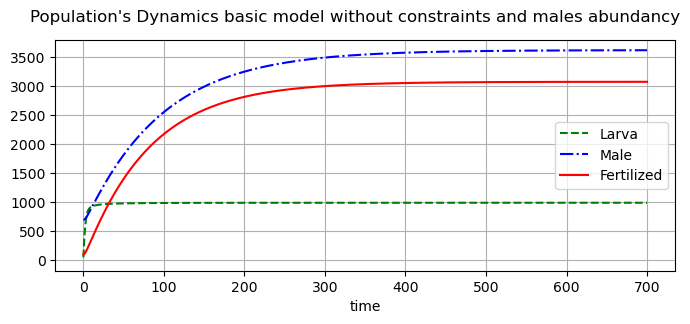 Population's Dynamics basic model without constraints and males abundancy
3500
3000
2500
2000
1500
1000
500
0
Larva
Male
Fertilized
0 100 200 300 400 500 600 700
time